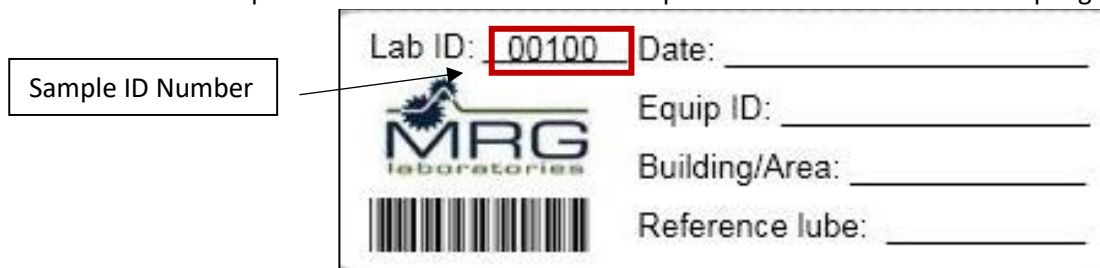 Lab ID: 00100 Date:
Sample ID Number
Equip ID:
MRG
laboratories
Building/Area:
Reference lube: